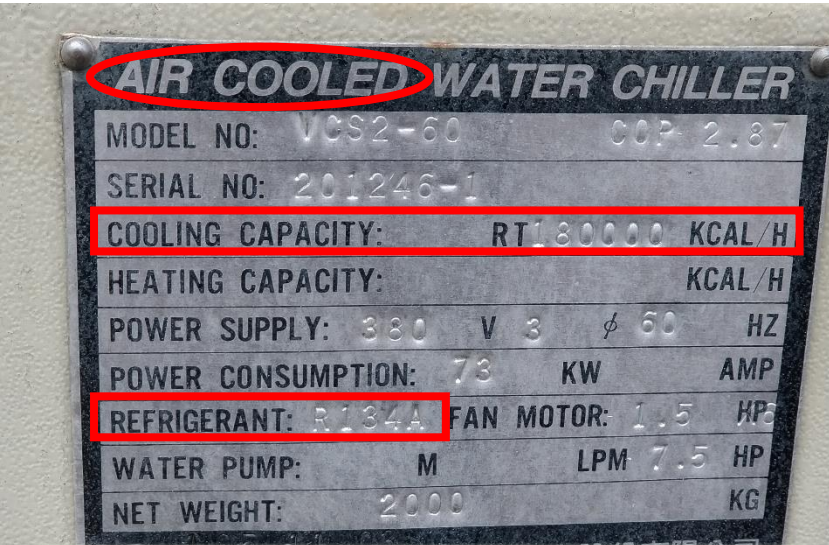 AIR COOLED WATER CHILLER
MODEL NO: VCS2-60 COP 2.87
SERIAL NO: 201246-1
COOLING CAPACITY: RT 180000 KCAL/H
HEATING CAPACITY: KCAL/H
POWER SUPPLY: 380 V 3 ϕ 60 HZ
POWER CONSUMPTION: 73 KW AMP
REFRIGERANT: R134A FAN MOTOR: 1.5 HP
WATER PUMP: M LPM 7.5 HP
NET WEIGHT: 2000 KG